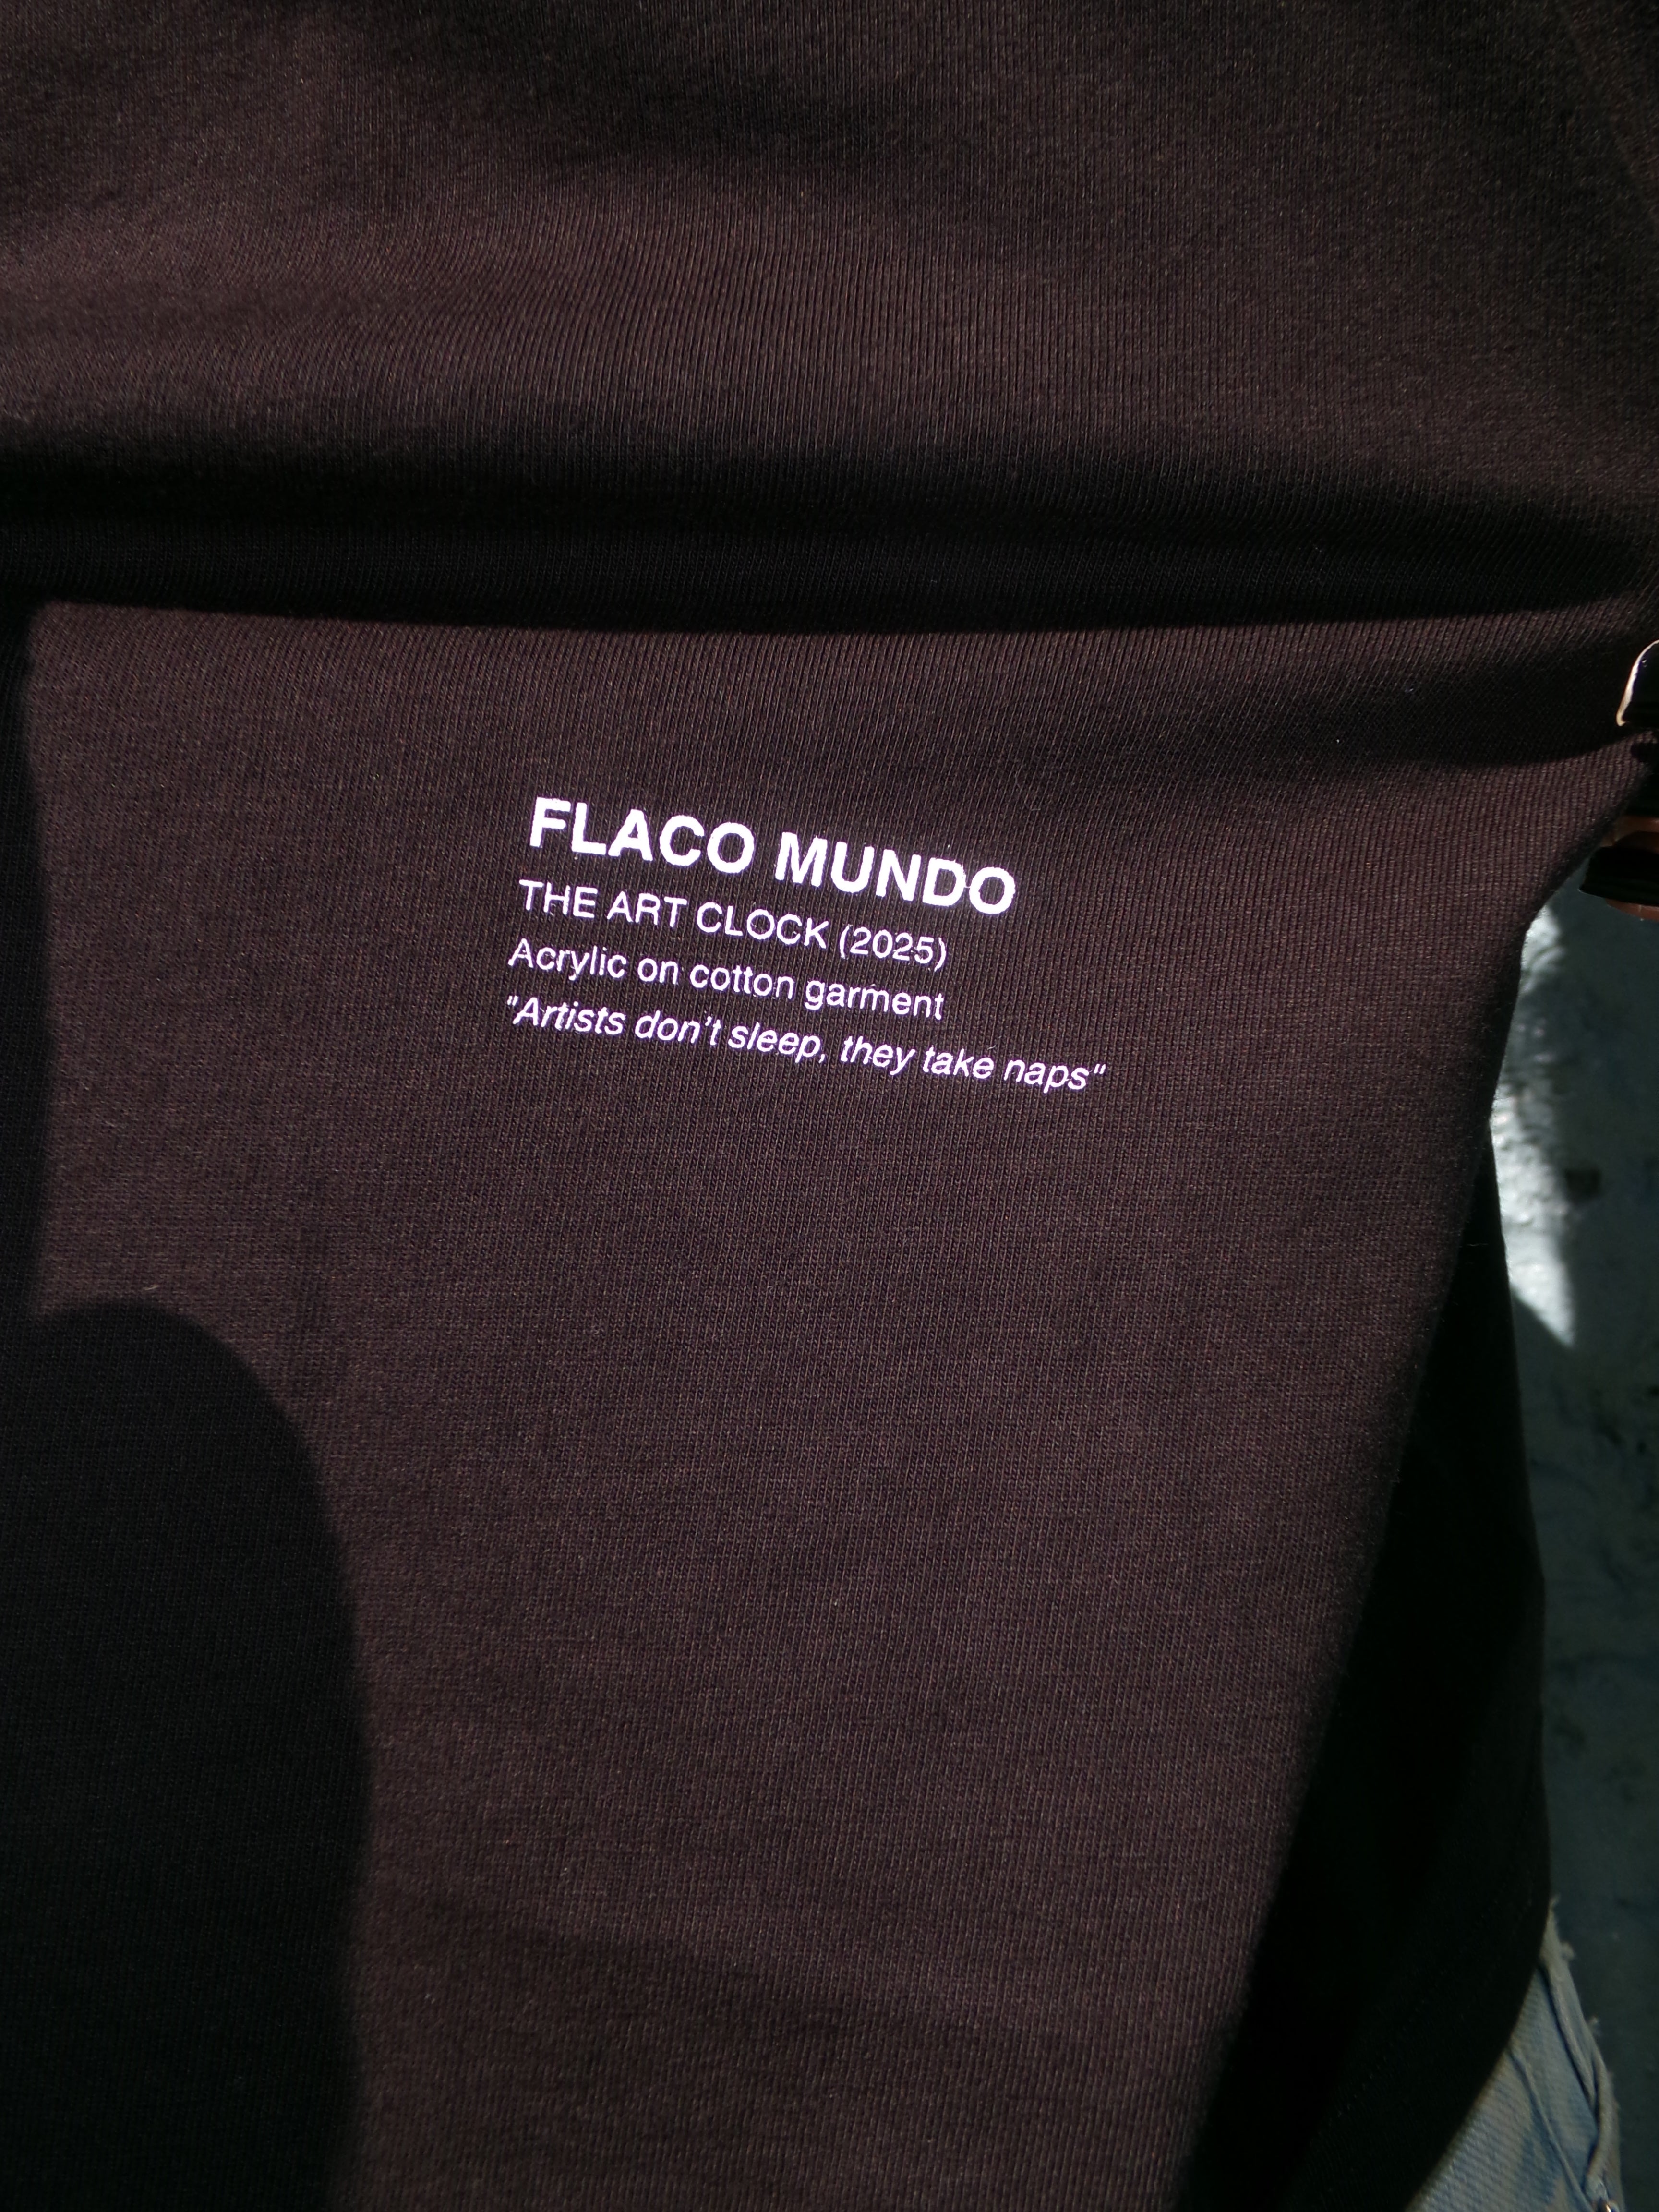 FLACO MUNDO
THE ART CLOCK (2025)
Acrylic on cotton garment
"Artists don't sleep, they take naps"